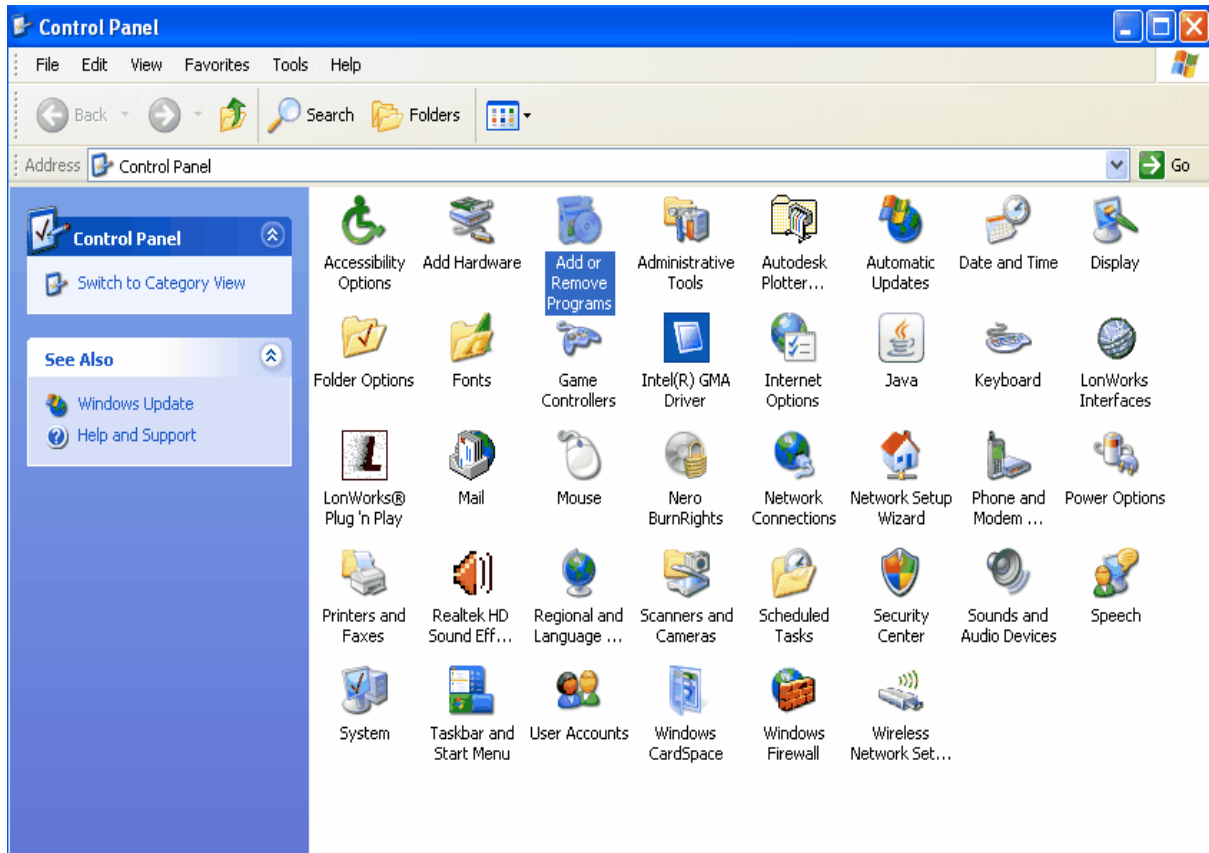 Control Panel
File Edit View Favorites Tools Help
Back Search Folders
Address Control Panel Go
Control Panel
Switch to Category View
See Also
Windows Update
Help and Support
Accessibility Options
Add Hardware
Add or Remove Programs
Administrative Tools
Autodesk Plotter...
Automatic Updates
Date and Time
Display
Folder Options
Fonts
Game Controllers
Intel(R) GMA Driver
Internet Options
Java
Keyboard
LonWorks Interfaces
LonWorks® Plug 'n Play
Mail
Mouse
Nero BurnRights
Network Connections
Network Setup Wizard
Phone and Modem ...
Power Options
Printers and Faxes
Realtek HD Sound Eff...
Regional and Language ...
Scanners and Cameras
Scheduled Tasks
Security Center
Sounds and Audio Devices
Speech
System
Taskbar and Start Menu
User Accounts
Windows CardSpace
Windows Firewall
Wireless Network Set...